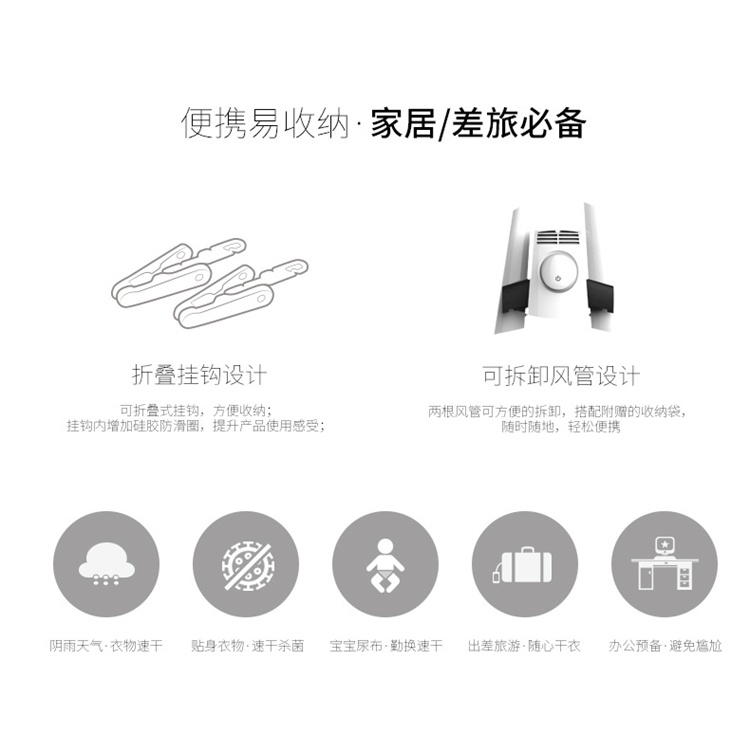 便携易收纳·家居/差旅必备
折叠挂钩设计
可折叠式挂钩，方便收纳；
挂钩内增加硅胶防滑圈，提升产品使用感受；
可拆卸风管设计
两根风管可方便的拆卸，搭配附赠的收纳袋，
随时随地，轻松便携
阴雨天气·衣物速干
贴身衣物·速干杀菌
宝宝尿布·勤换速干
出差旅游·随心干衣
办公预备·避免尴尬